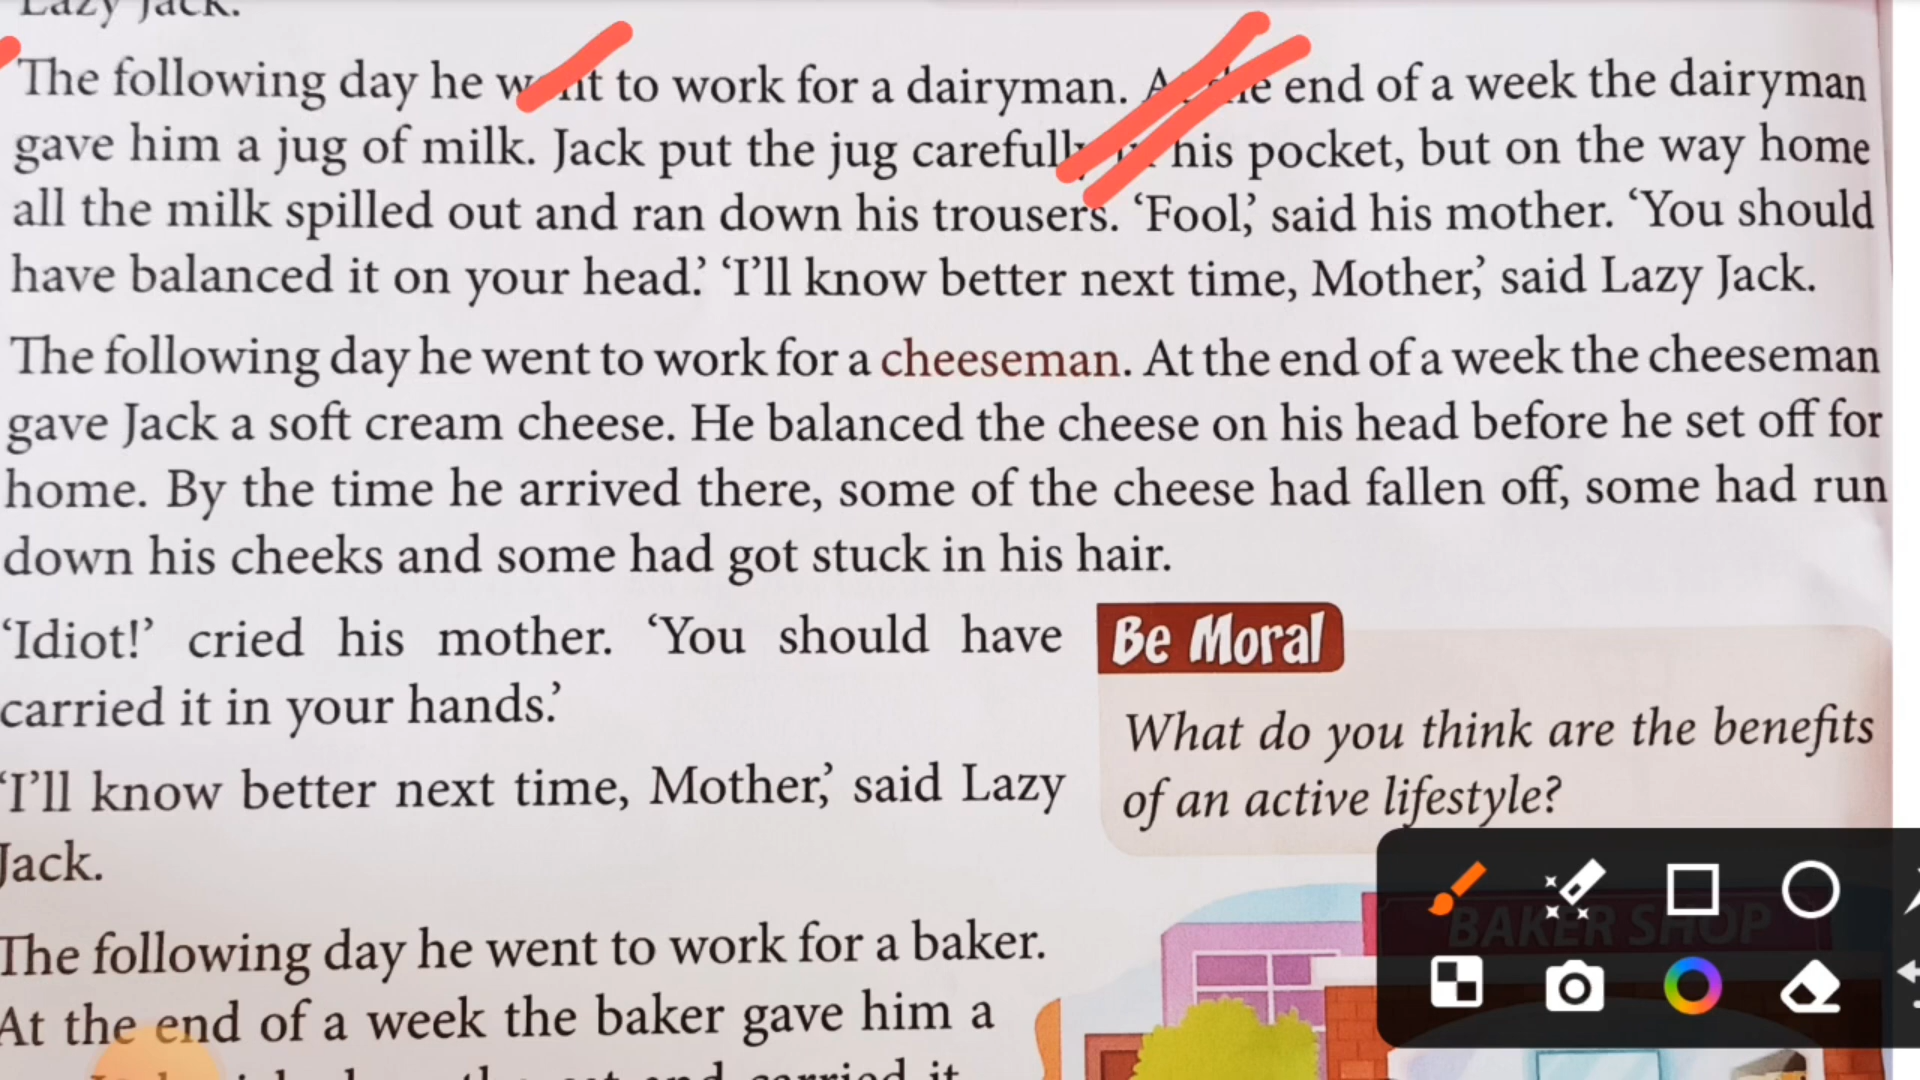 Lazy Jack.
The following day he went to work for a dairyman. At the end of a week the dairyman
gave him a jug of milk. Jack put the jug carefully in his pocket, but on the way home
all the milk spilled out and ran down his trousers. ‘Fool,’ said his mother. ‘You should
have balanced it on your head.’ ‘I’ll know better next time, Mother,’ said Lazy Jack.
The following day he went to work for a cheeseman. At the end of a week the cheeseman
gave Jack a soft cream cheese. He balanced the cheese on his head before he set off for
home. By the time he arrived there, some of the cheese had fallen off, some had run
down his cheeks and some had got stuck in his hair.
‘Idiot!’ cried his mother. ‘You should have
carried it in your hands.’
‘I’ll know better next time, Mother,’ said Lazy
Jack.
The following day he went to work for a baker.
At the end of a week the baker gave him a
and carried it
Be Moral
What do you think are the benefits
of an active lifestyle?
BAKER SHOP